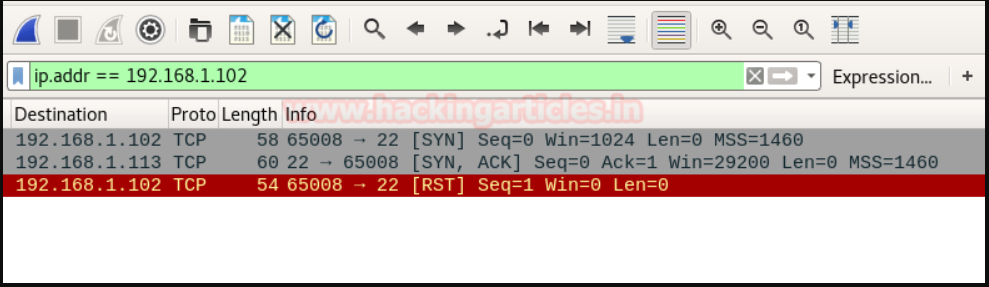 ip.addr == 192.168.1.102 Expression... +
www.hackingarticles.in
Destination Proto Length Info
192.168.1.102 TCP 58 65008 → 22 [SYN] Seq=0 Win=1024 Len=0 MSS=1460
192.168.1.113 TCP 60 22 → 65008 [SYN, ACK] Seq=0 Ack=1 Win=29200 Len=0 MSS=1460
192.168.1.102 TCP 54 65008 → 22 [RST] Seq=1 Win=0 Len=0